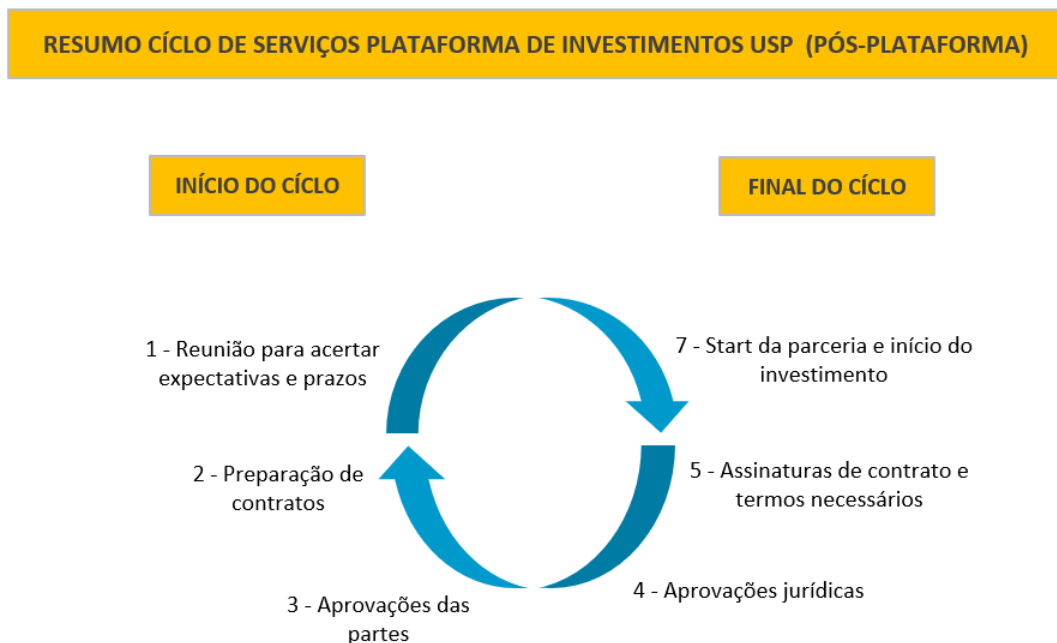 RESUMO CÍCLO DE SERVIÇOS PLATAFORMA DE INVESTIMENTOS USP (PÓS-PLATAFORMA)
INÍCIO DO CÍCLO
FINAL DO CÍCLO
1 - Reunião para acertar
expectativas e prazos
2 - Preparação de
contratos
3 - Aprovações das
partes
4 - Aprovações jurídicas
5 - Assinaturas de contrato e
termos necessários
7 - Start da parceria e início do
investimento